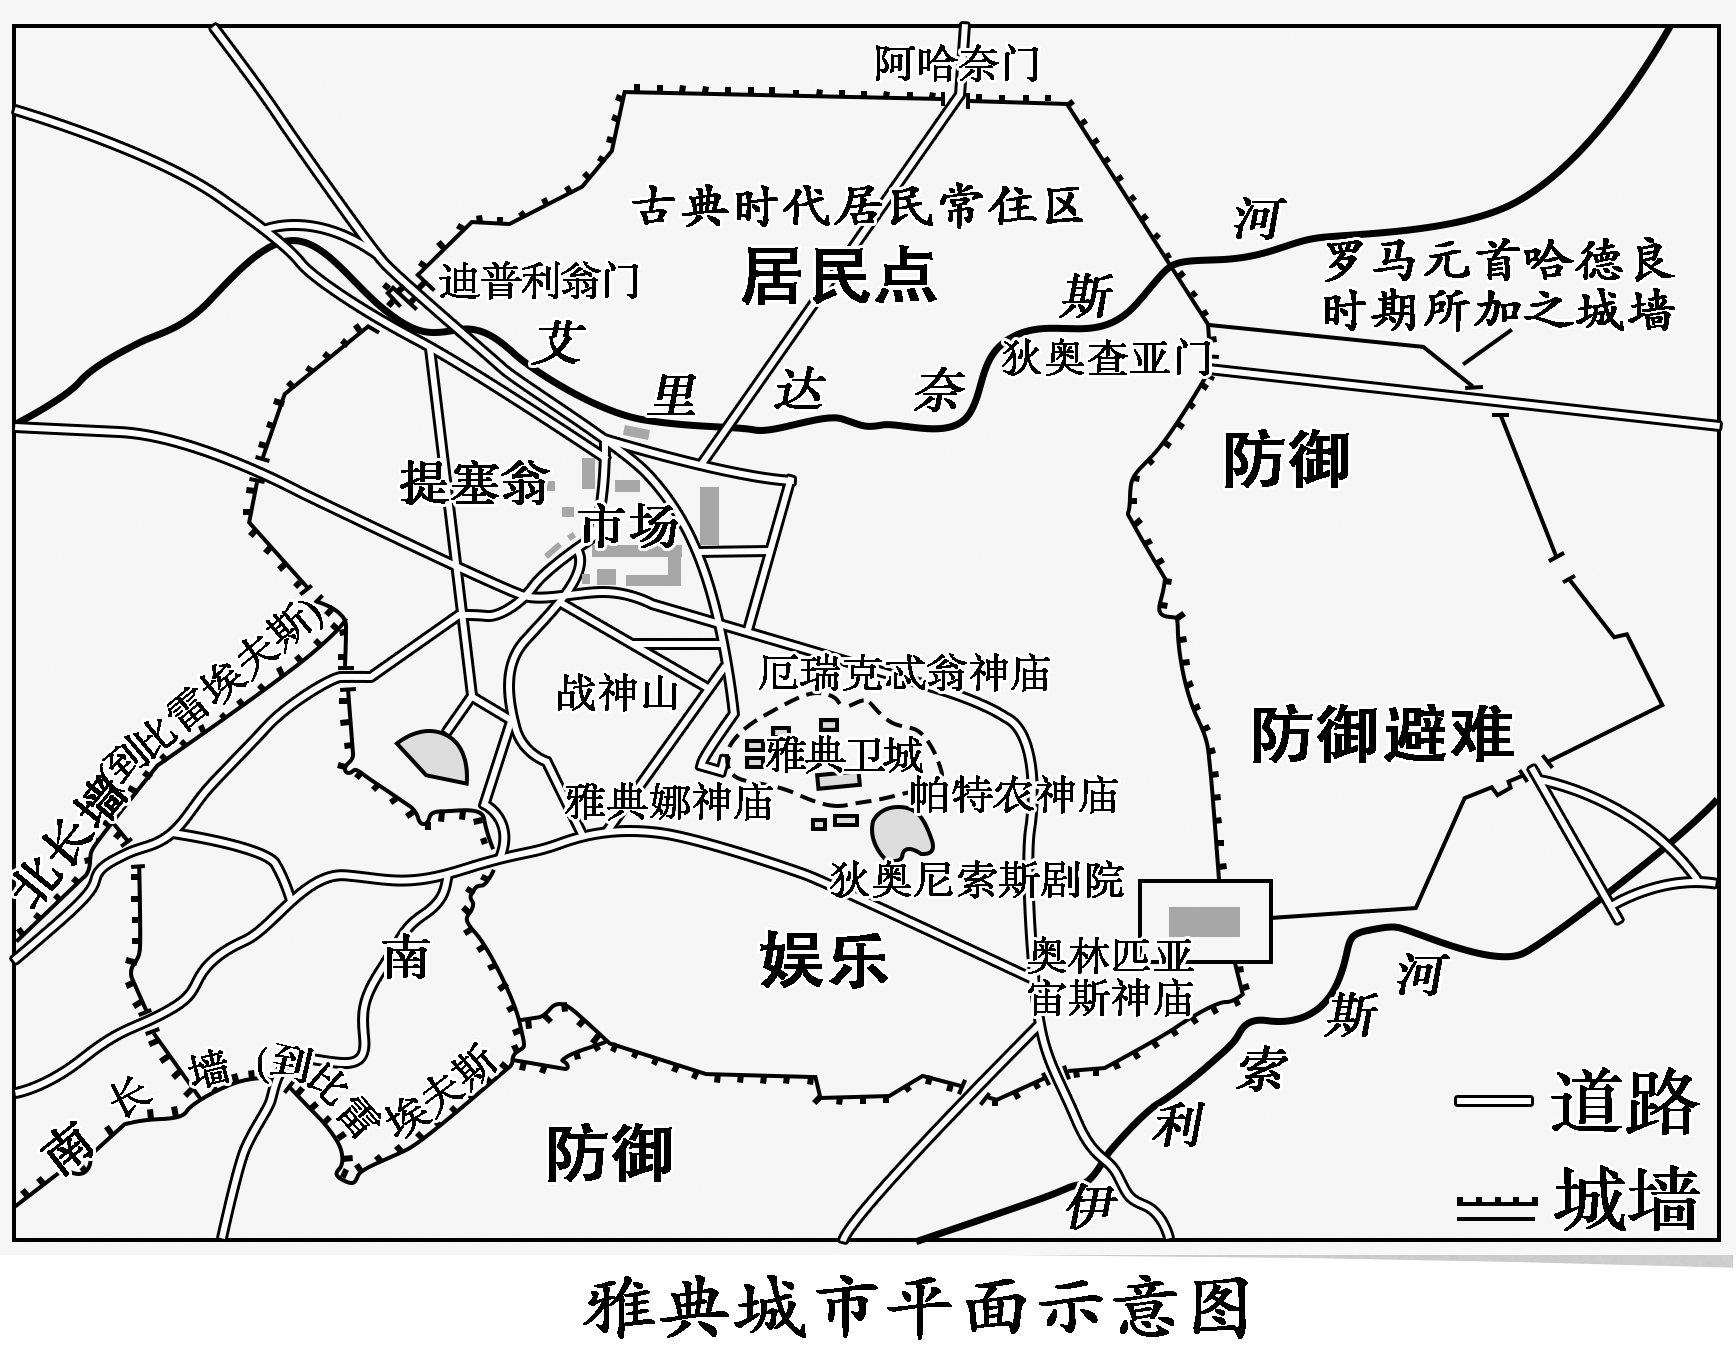 阿哈奈门
古典时代居民常住区
居民点
河
罗马元首哈德良
时期所加之城墙
迪普利翁门
艾里达奈斯
狄奥查亚门
防御
提塞翁
市场
北长墙(到比雷埃夫斯)
战神山
厄瑞克忒翁神庙
防御避难
雅典卫城
雅典娜神庙
帕特农神庙
狄奥尼索斯剧院
娱乐
南
奥林匹亚
宙斯神庙
伊利索斯河
南长墙(到比雷埃夫斯
防御
道路
城墙
雅典城市平面示意图